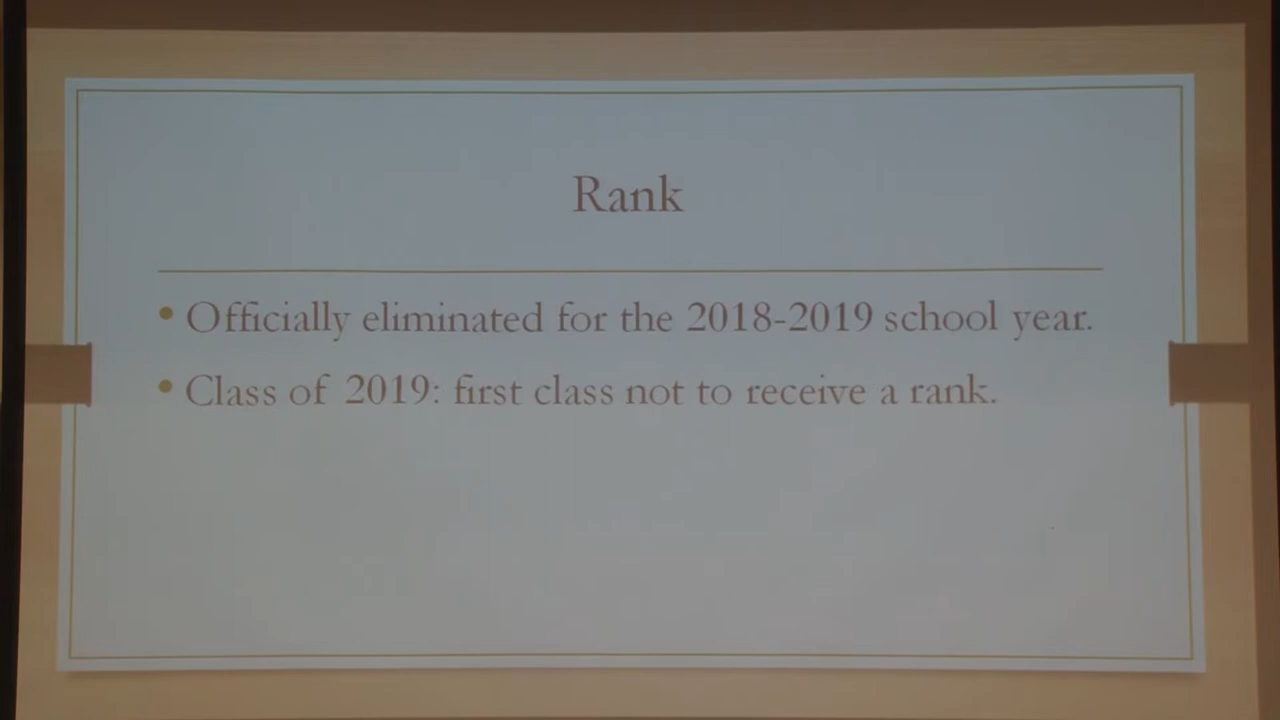 Rank
• Officially eliminated for the 2018-2019 school year.
• Class of 2019: first class not to receive a rank.